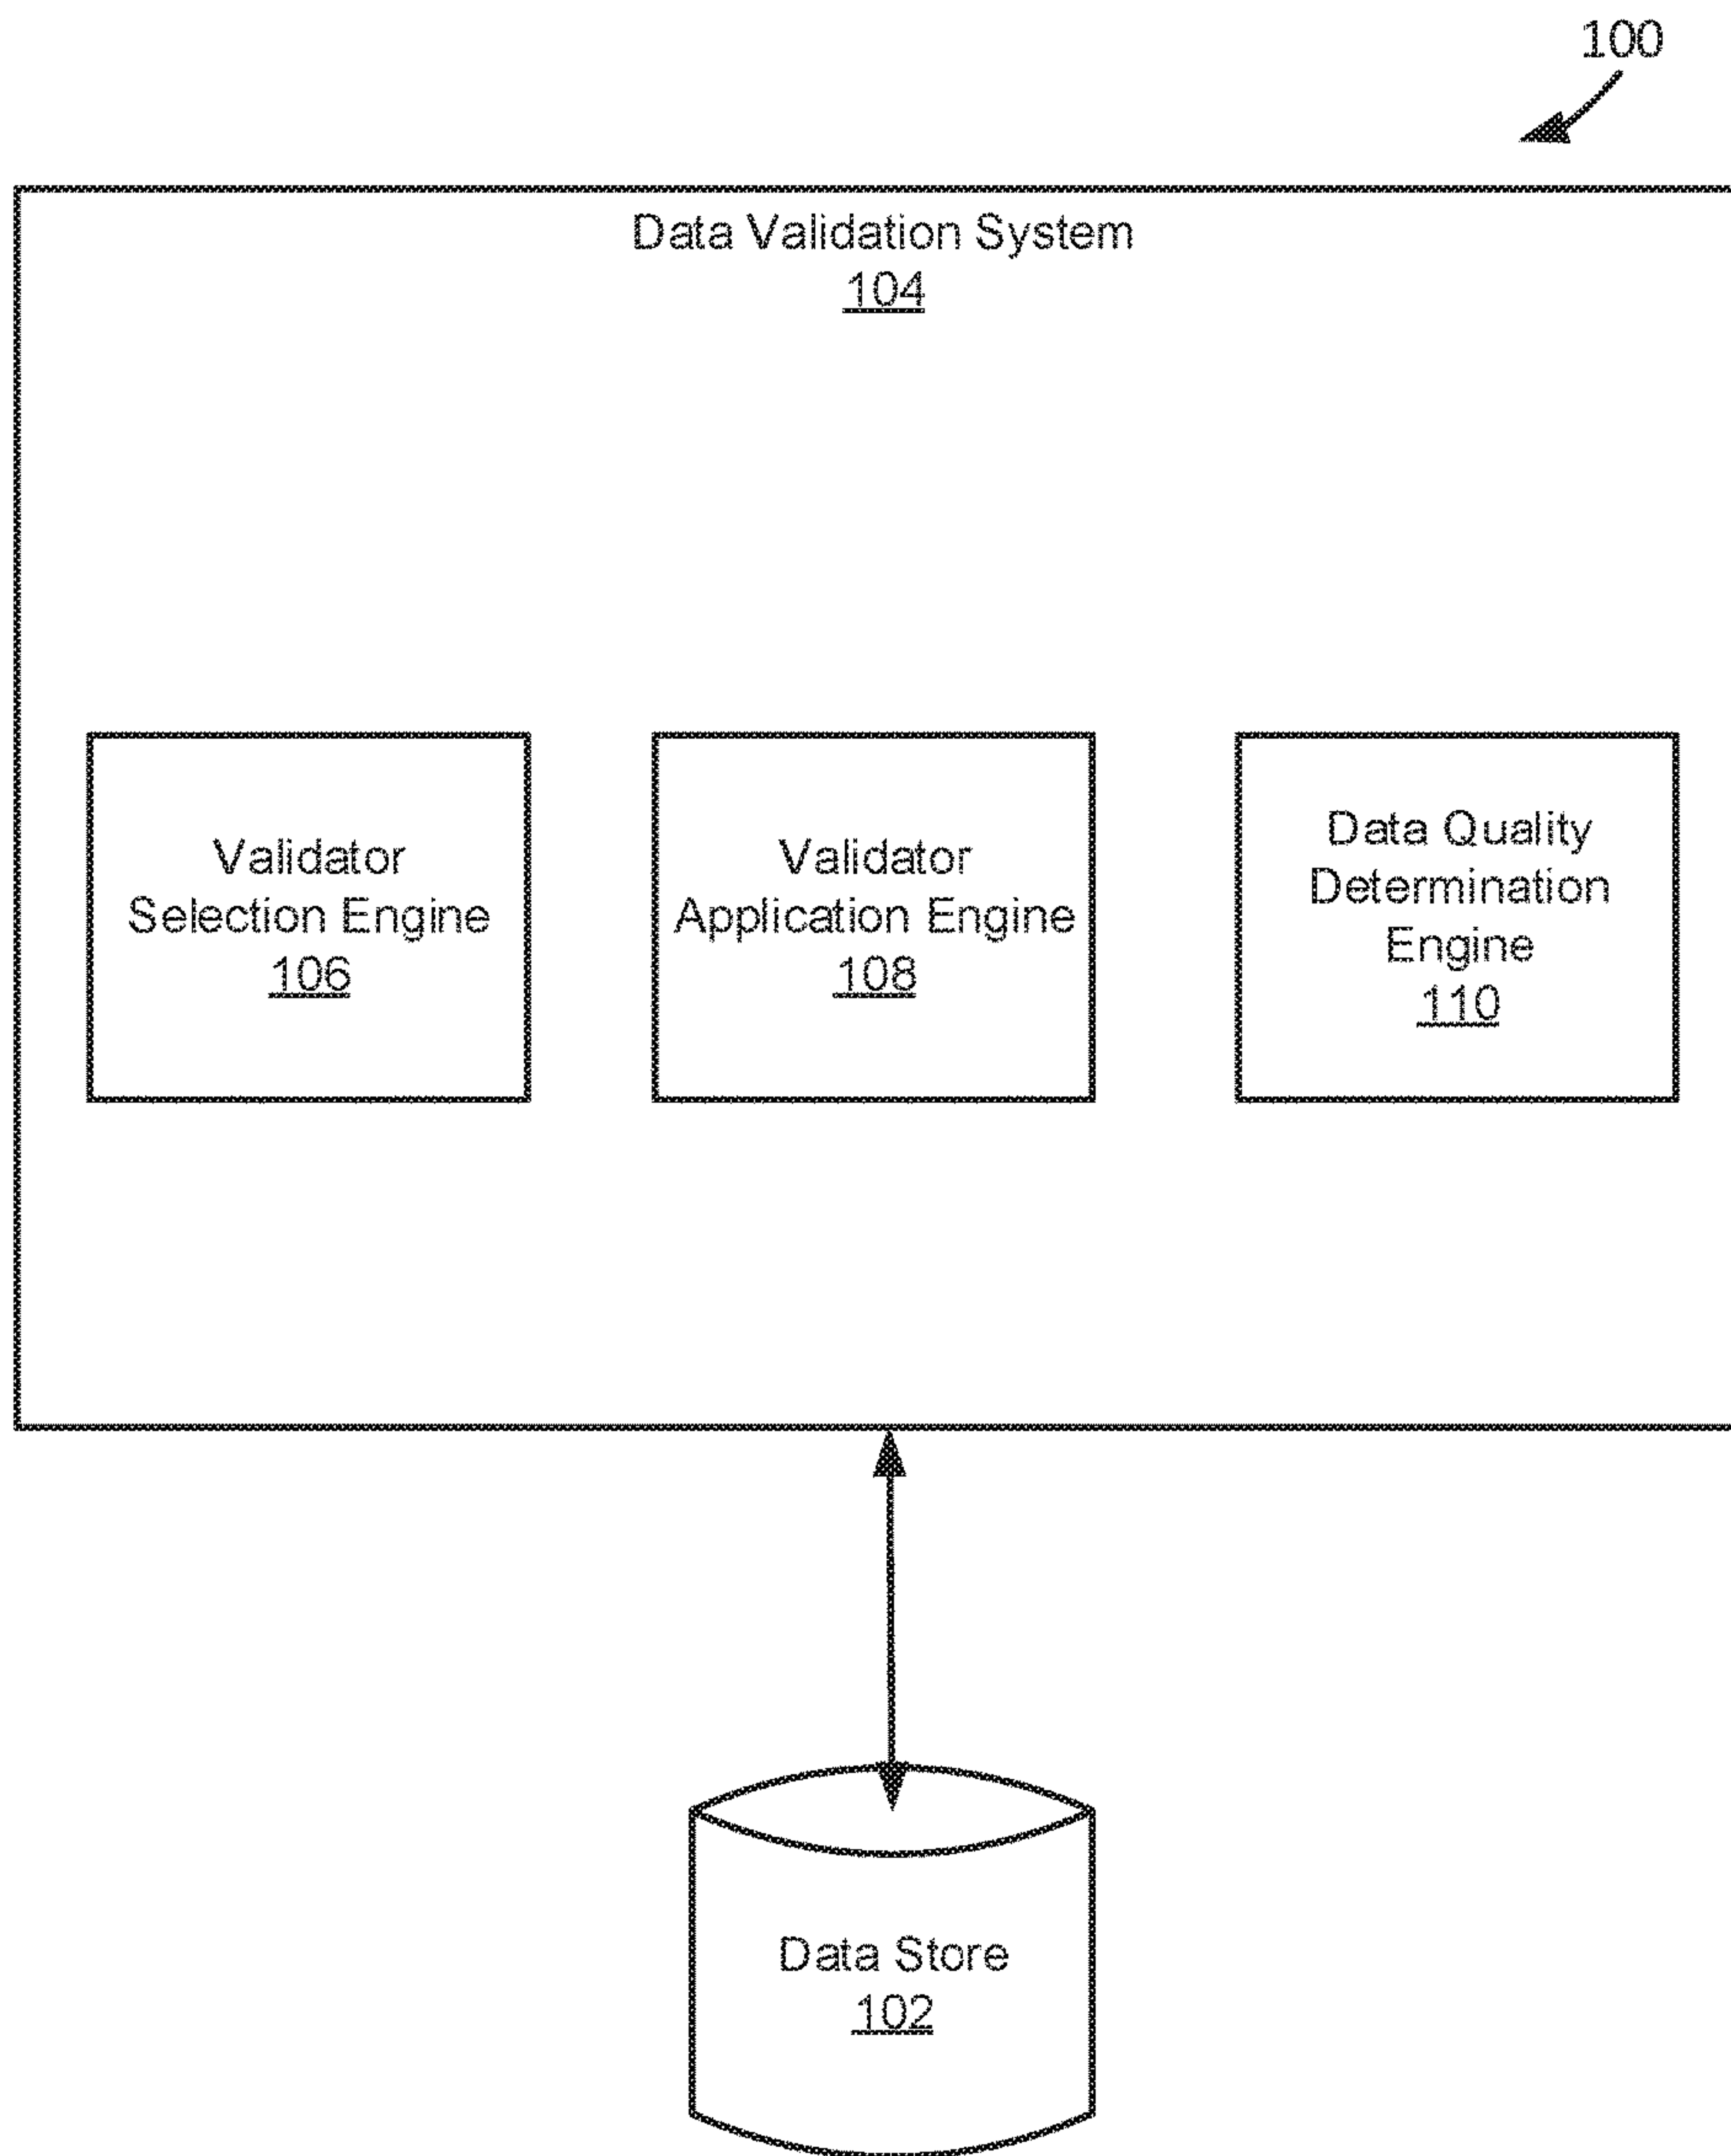 100
Data Validation System
104
Validator
Selection Engine
106
Validator
Application Engine
108
Data Quality
Determination
Engine
110
Data Store
102